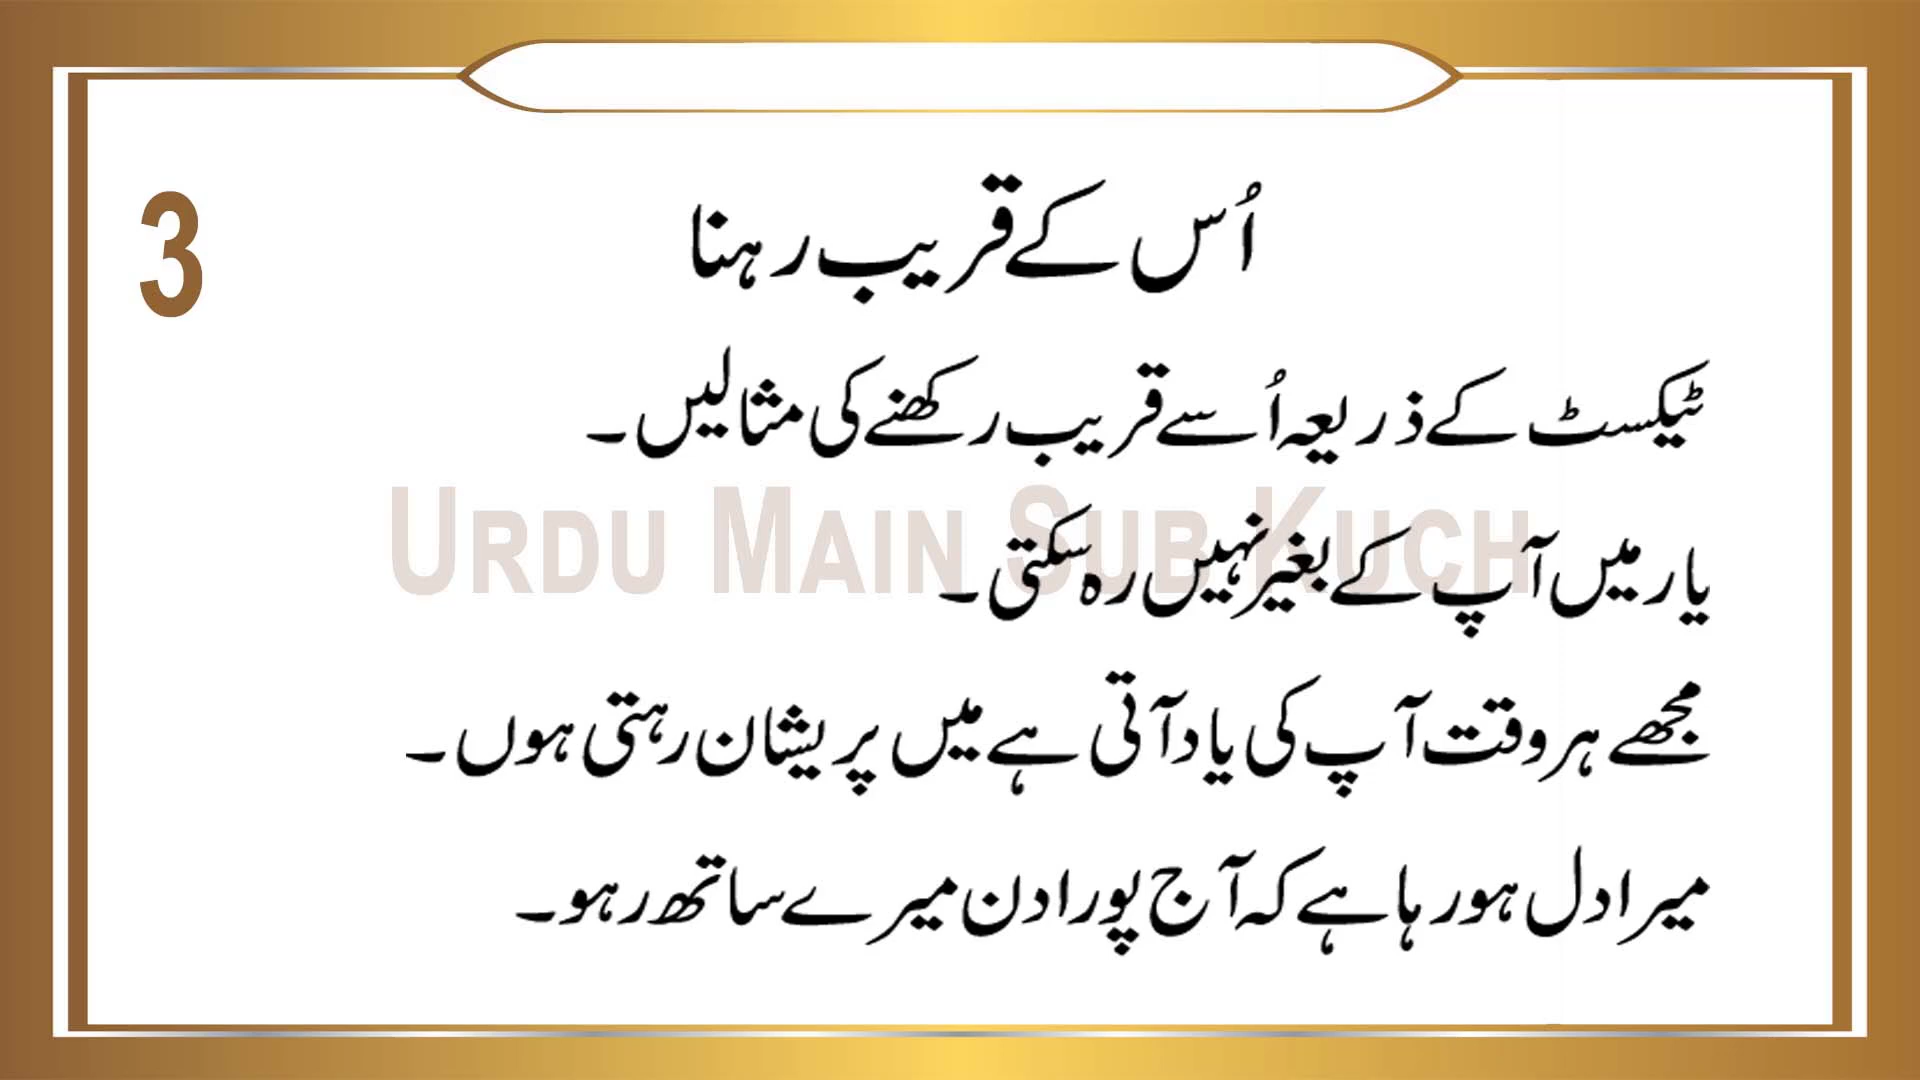 3
اُس کے قریب رہنا
ٹیکسٹ کے ذریعہ اُسے قریب رکھنے کی مثالیں۔
یار میں آپ کے بغیر نہیں رہ سکتی۔
مجھے ہر وقت آپ کی یاد آتی ہے میں پریشان رہتی ہوں۔
میرا دل ہو رہا ہے کہ آج پورا دن میرے ساتھ رہو۔
URDU MAIN SUB KUCH